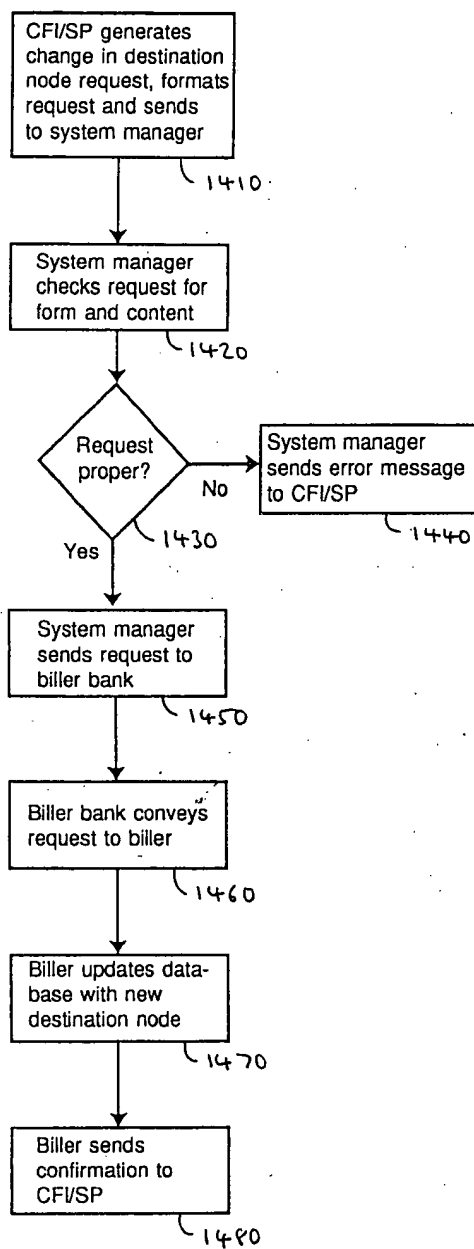 CFI/SP generates
change in destination
node request, formats
request and sends
to system manager
1410
System manager
checks request for
form and content
1420
Request
proper?
No
1430
Yes
System manager
sends error message
to CFI/SP
1440
System manager
sends request to
biller bank
1450
Biller bank conveys
request to biller
1460
Biller updates data-
base with new
destination node
1470
Biller sends
confirmation to
CFI/SP
1480